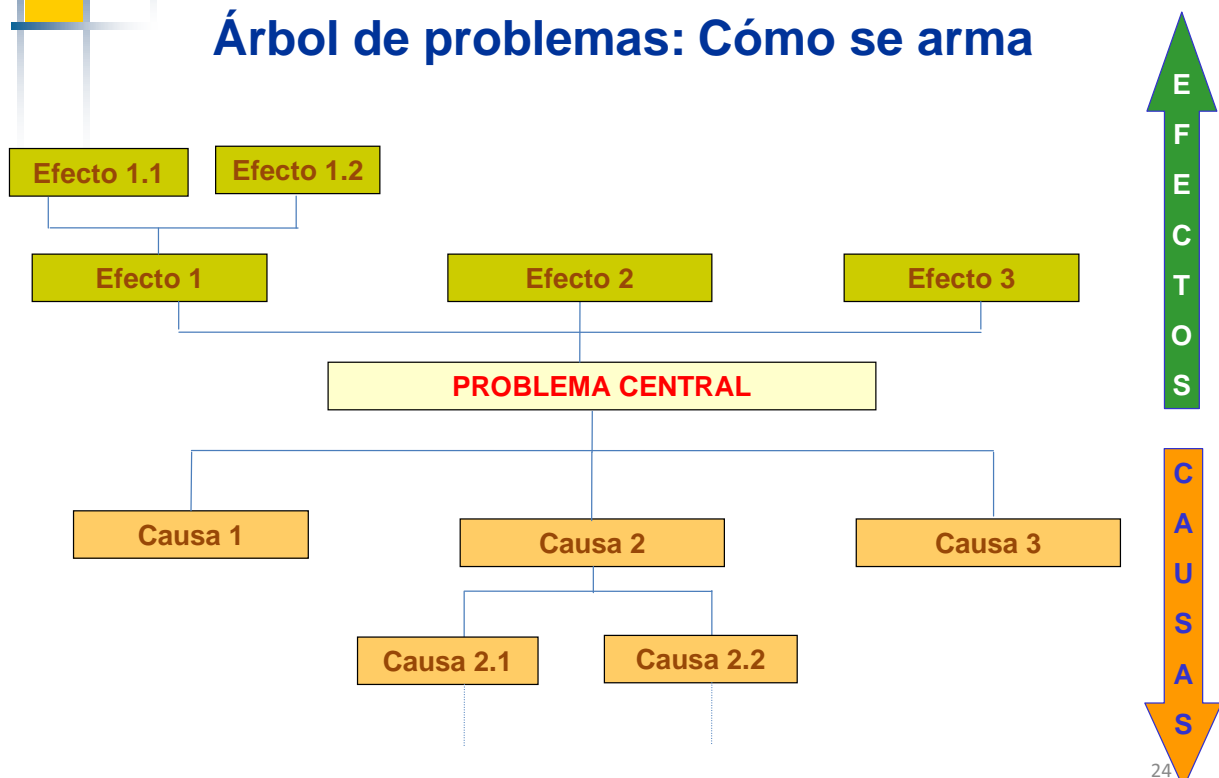 Árbol de problemas: Cómo se arma
Efecto 1.1
Efecto 1.2
Efecto 1
Efecto 2
Efecto 3
PROBLEMA CENTRAL
Causa 1
Causa 2
Causa 3
Causa 2.1
Causa 2.2
E
F
E
C
T
O
S
C
A
U
S
A
S
24